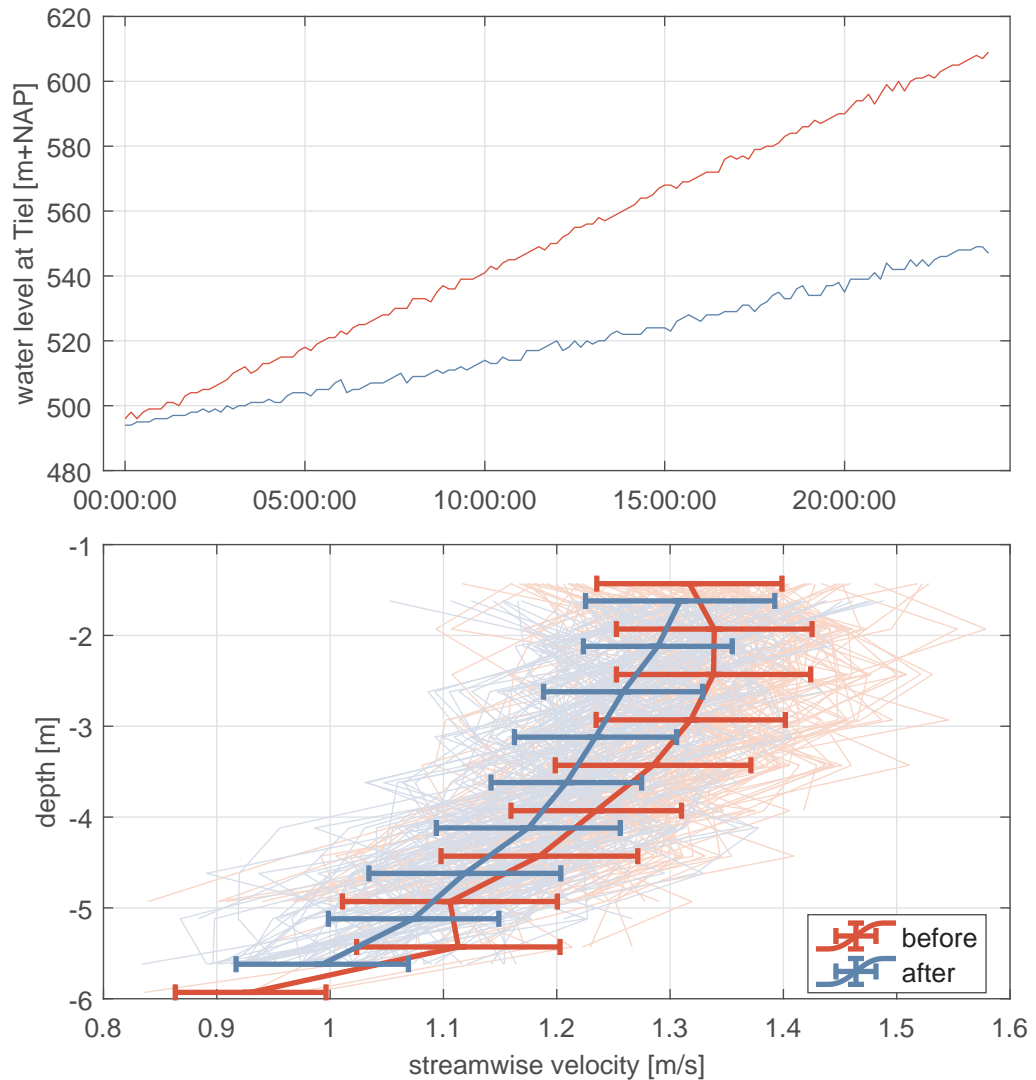 620
600
580
560
540
520
500
480
water level at Tiel [m+NAP]
00:00:00 05:00:00 10:00:00 15:00:00 20:00:00
-1
-2
-3
-4
-5
-6
depth [m]
before
after
0.8 0.9 1 1.1 1.2 1.3 1.4 1.5 1.6
streamwise velocity [m/s]